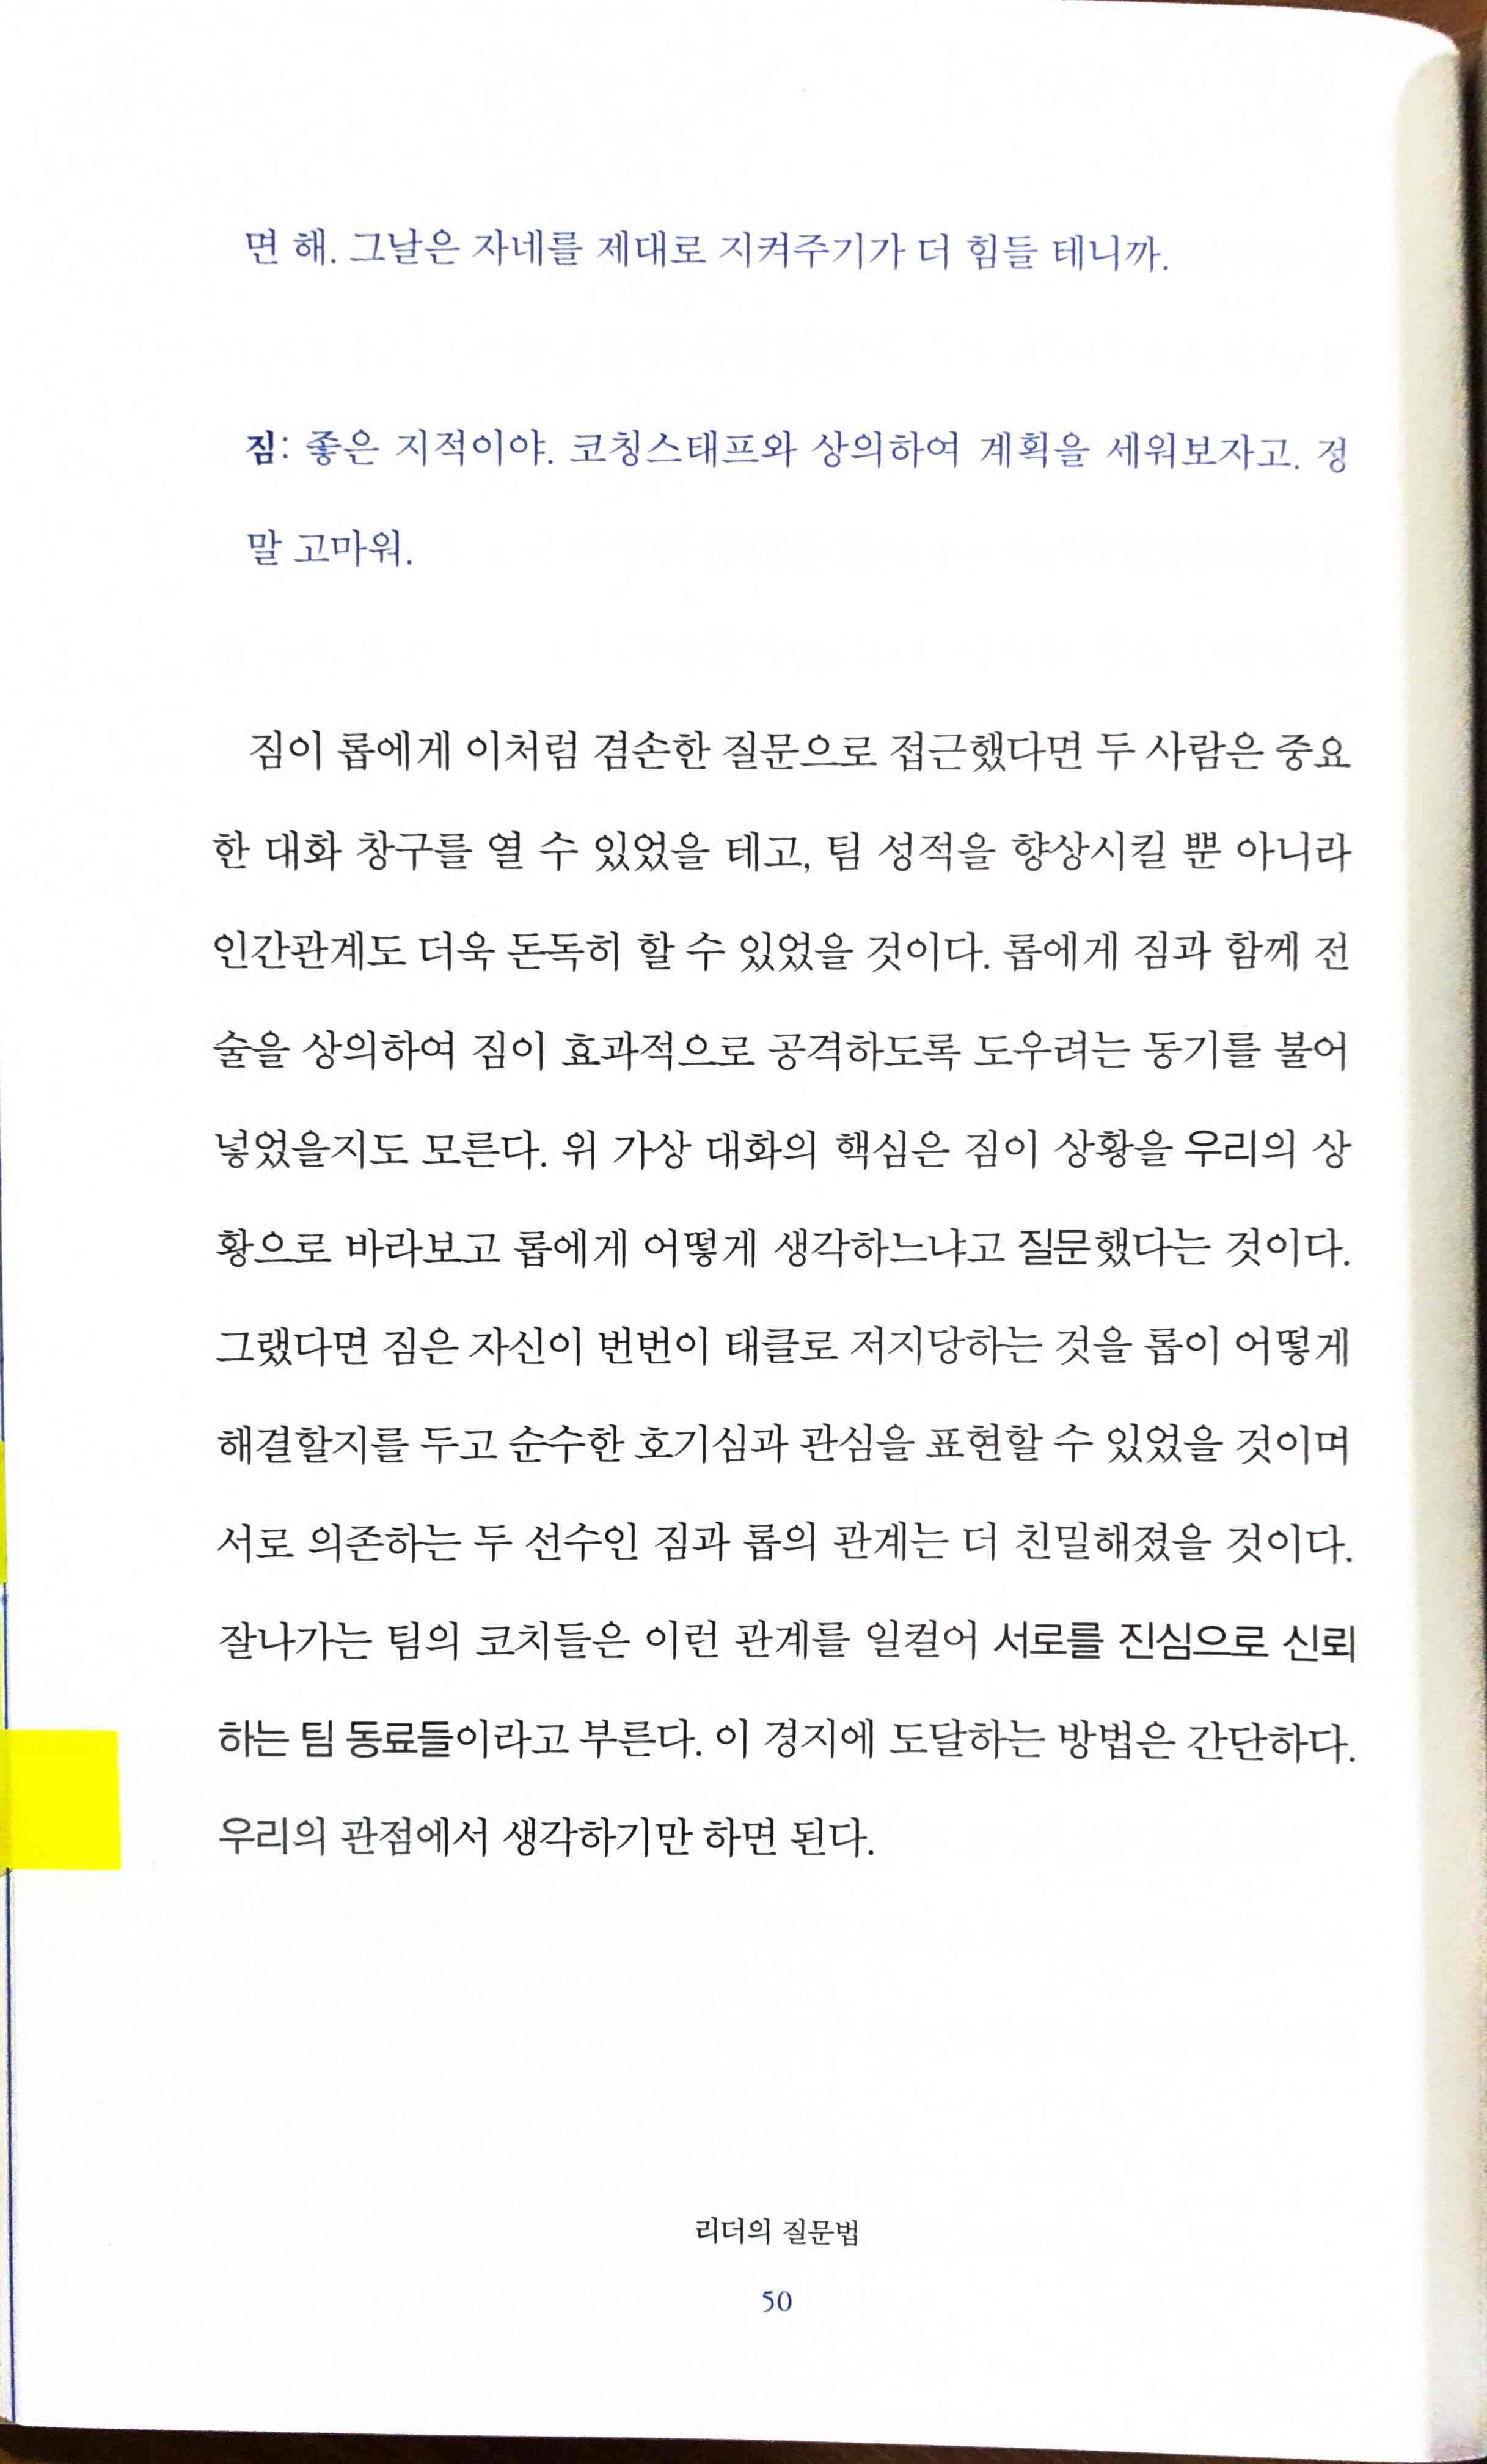 면 해. 그날은 자네를 제대로 지켜주기가 더 힘들 테니까.
짐: 좋은 지적이야. 코칭스태프와 상의하여 계획을 세워보자고. 정
말 고마워.
짐이 롭에게 이처럼 겸손한 질문으로 접근했다면 두 사람은 중요
한 대화 창구를 열 수 있었을 테고, 팀 성적을 향상시킬 뿐 아니라
인간관계도 더욱 돈독히 할 수 있었을 것이다. 롭에게 짐과 함께 전
술을 상의하여 짐이 효과적으로 공격하도록 도우려는 동기를 불어
넣었을지도 모른다. 위 가상 대화의 핵심은 짐이 상황을 우리의 상
황으로 바라보고 롭에게 어떻게 생각하느냐고 질문했다는 것이다.
그랬다면 짐은 자신이 번번이 태클로 저지당하는 것을 롭이 어떻게
해결할지를 두고 순수한 호기심과 관심을 표현할 수 있었을 것이며
서로 의존하는 두 선수인 짐과 롭의 관계는 더 친밀해졌을 것이다.
잘나가는 팀의 코치들은 이런 관계를 일컬어 서로를 진심으로 신뢰
하는 팀 동료들이라고 부른다. 이 경지에 도달하는 방법은 간단하다.
우리의 관점에서 생각하기만 하면 된다.
리더의 질문법
50